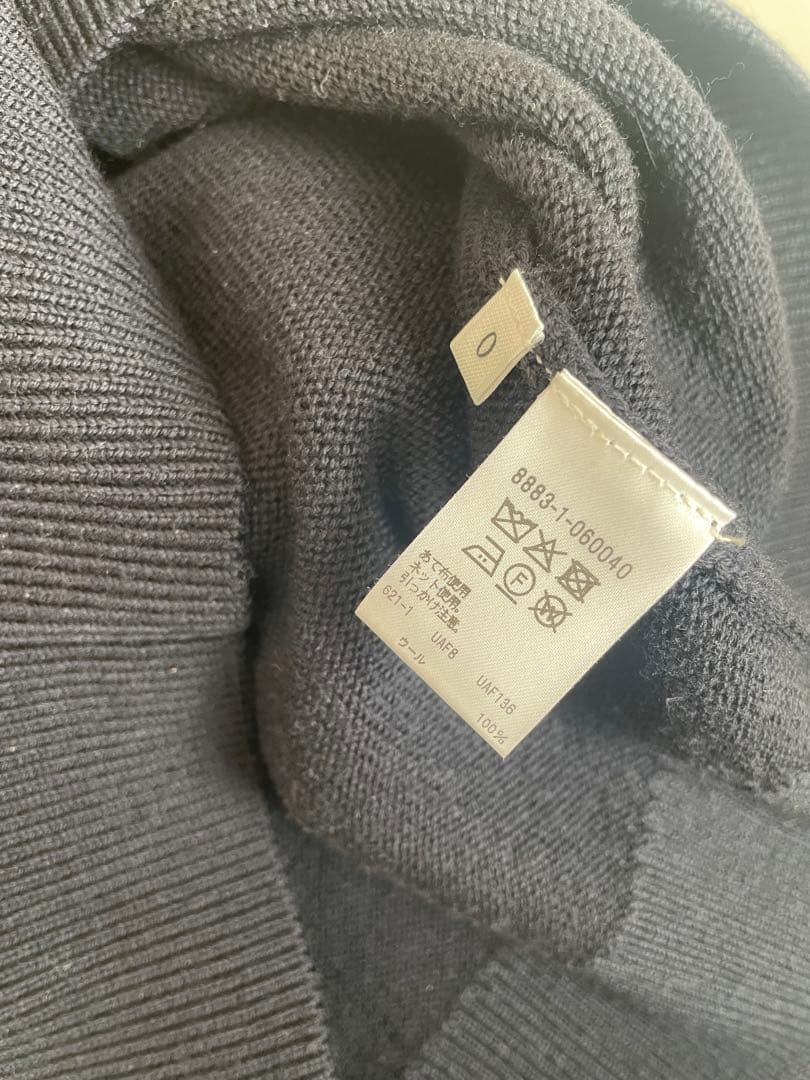 0
8883-1-060040
F
W
あて布使用
ネット使用。
引っかけ注意。
621-1 UAF8 UAF136
ウール 100%